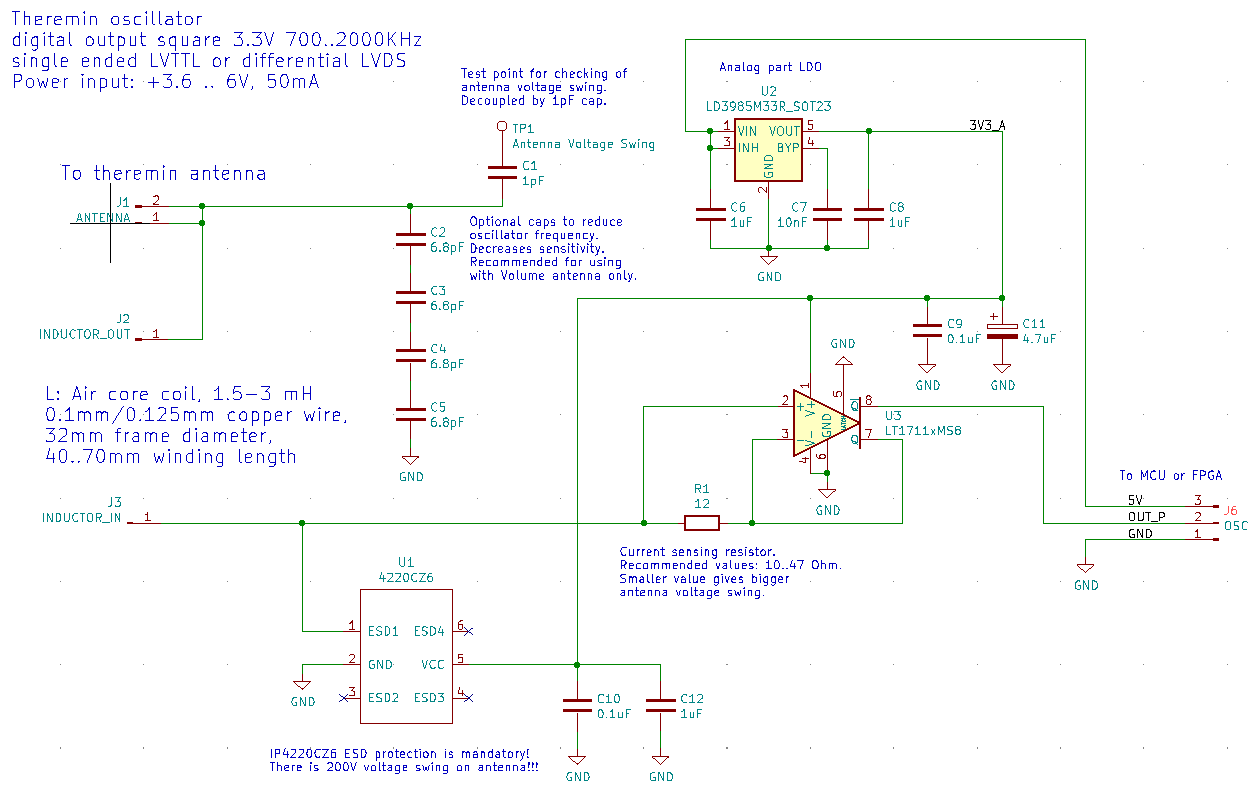 Theremin oscillator
digital output square 3.3V 700..2000KHz
single ended LVTTL or differential LVDS
Power input: +3.6 .. 6V, 50mA
Test point for checking of
antenna voltage swing.
Decoupled by 1pF cap.
TP1
Antenna Voltage Swing
C1
1pF
Analog part LDO
U2
LD3985M33R_SOT23
1 VIN VOUT 5
3 INH BYP 4
GND
2
3V3_A
C6
1uF
C7
10nF
C8
1uF
GND
To theremin antenna
J1
2
ANTENNA 1
J2
INDUCTOR_OUT 1
C2
6.8pF
C3
6.8pF
C4
6.8pF
C5
6.8pF
GND
Optional caps to reduce
oscillator frequency.
Decreases sensitivity.
Recommended for using
with Volume antenna only.
L: Air core coil, 1.5-3 mH
0.1mm/0.125mm copper wire,
32mm frame diameter,
40..70mm winding length
J3
INDUCTOR_IN 1
C9
0.1uF
C11
+
4.7uF
GND
GND
GND
1
5
2 + V+ Q 8
3 - V- GND Q 7
4
6
U3
LT1711xMS8
GND
R1
12
Current sensing resistor.
Recommended values: 10..47 Ohm.
Smaller value gives bigger
antenna voltage swing.
To MCU or FPGA
5V 3
OUT_P 2
GND 1
J6
OSC
GND
U1
4220CZ6
1 ESD1 ESD4 6
2 GND VCC 5
3 ESD2 ESD3 4
GND
C10
0.1uF
C12
1uF
GND
GND
IP4220CZ6 ESD protection is mandatory!
There is 200V voltage swing on antenna!!!